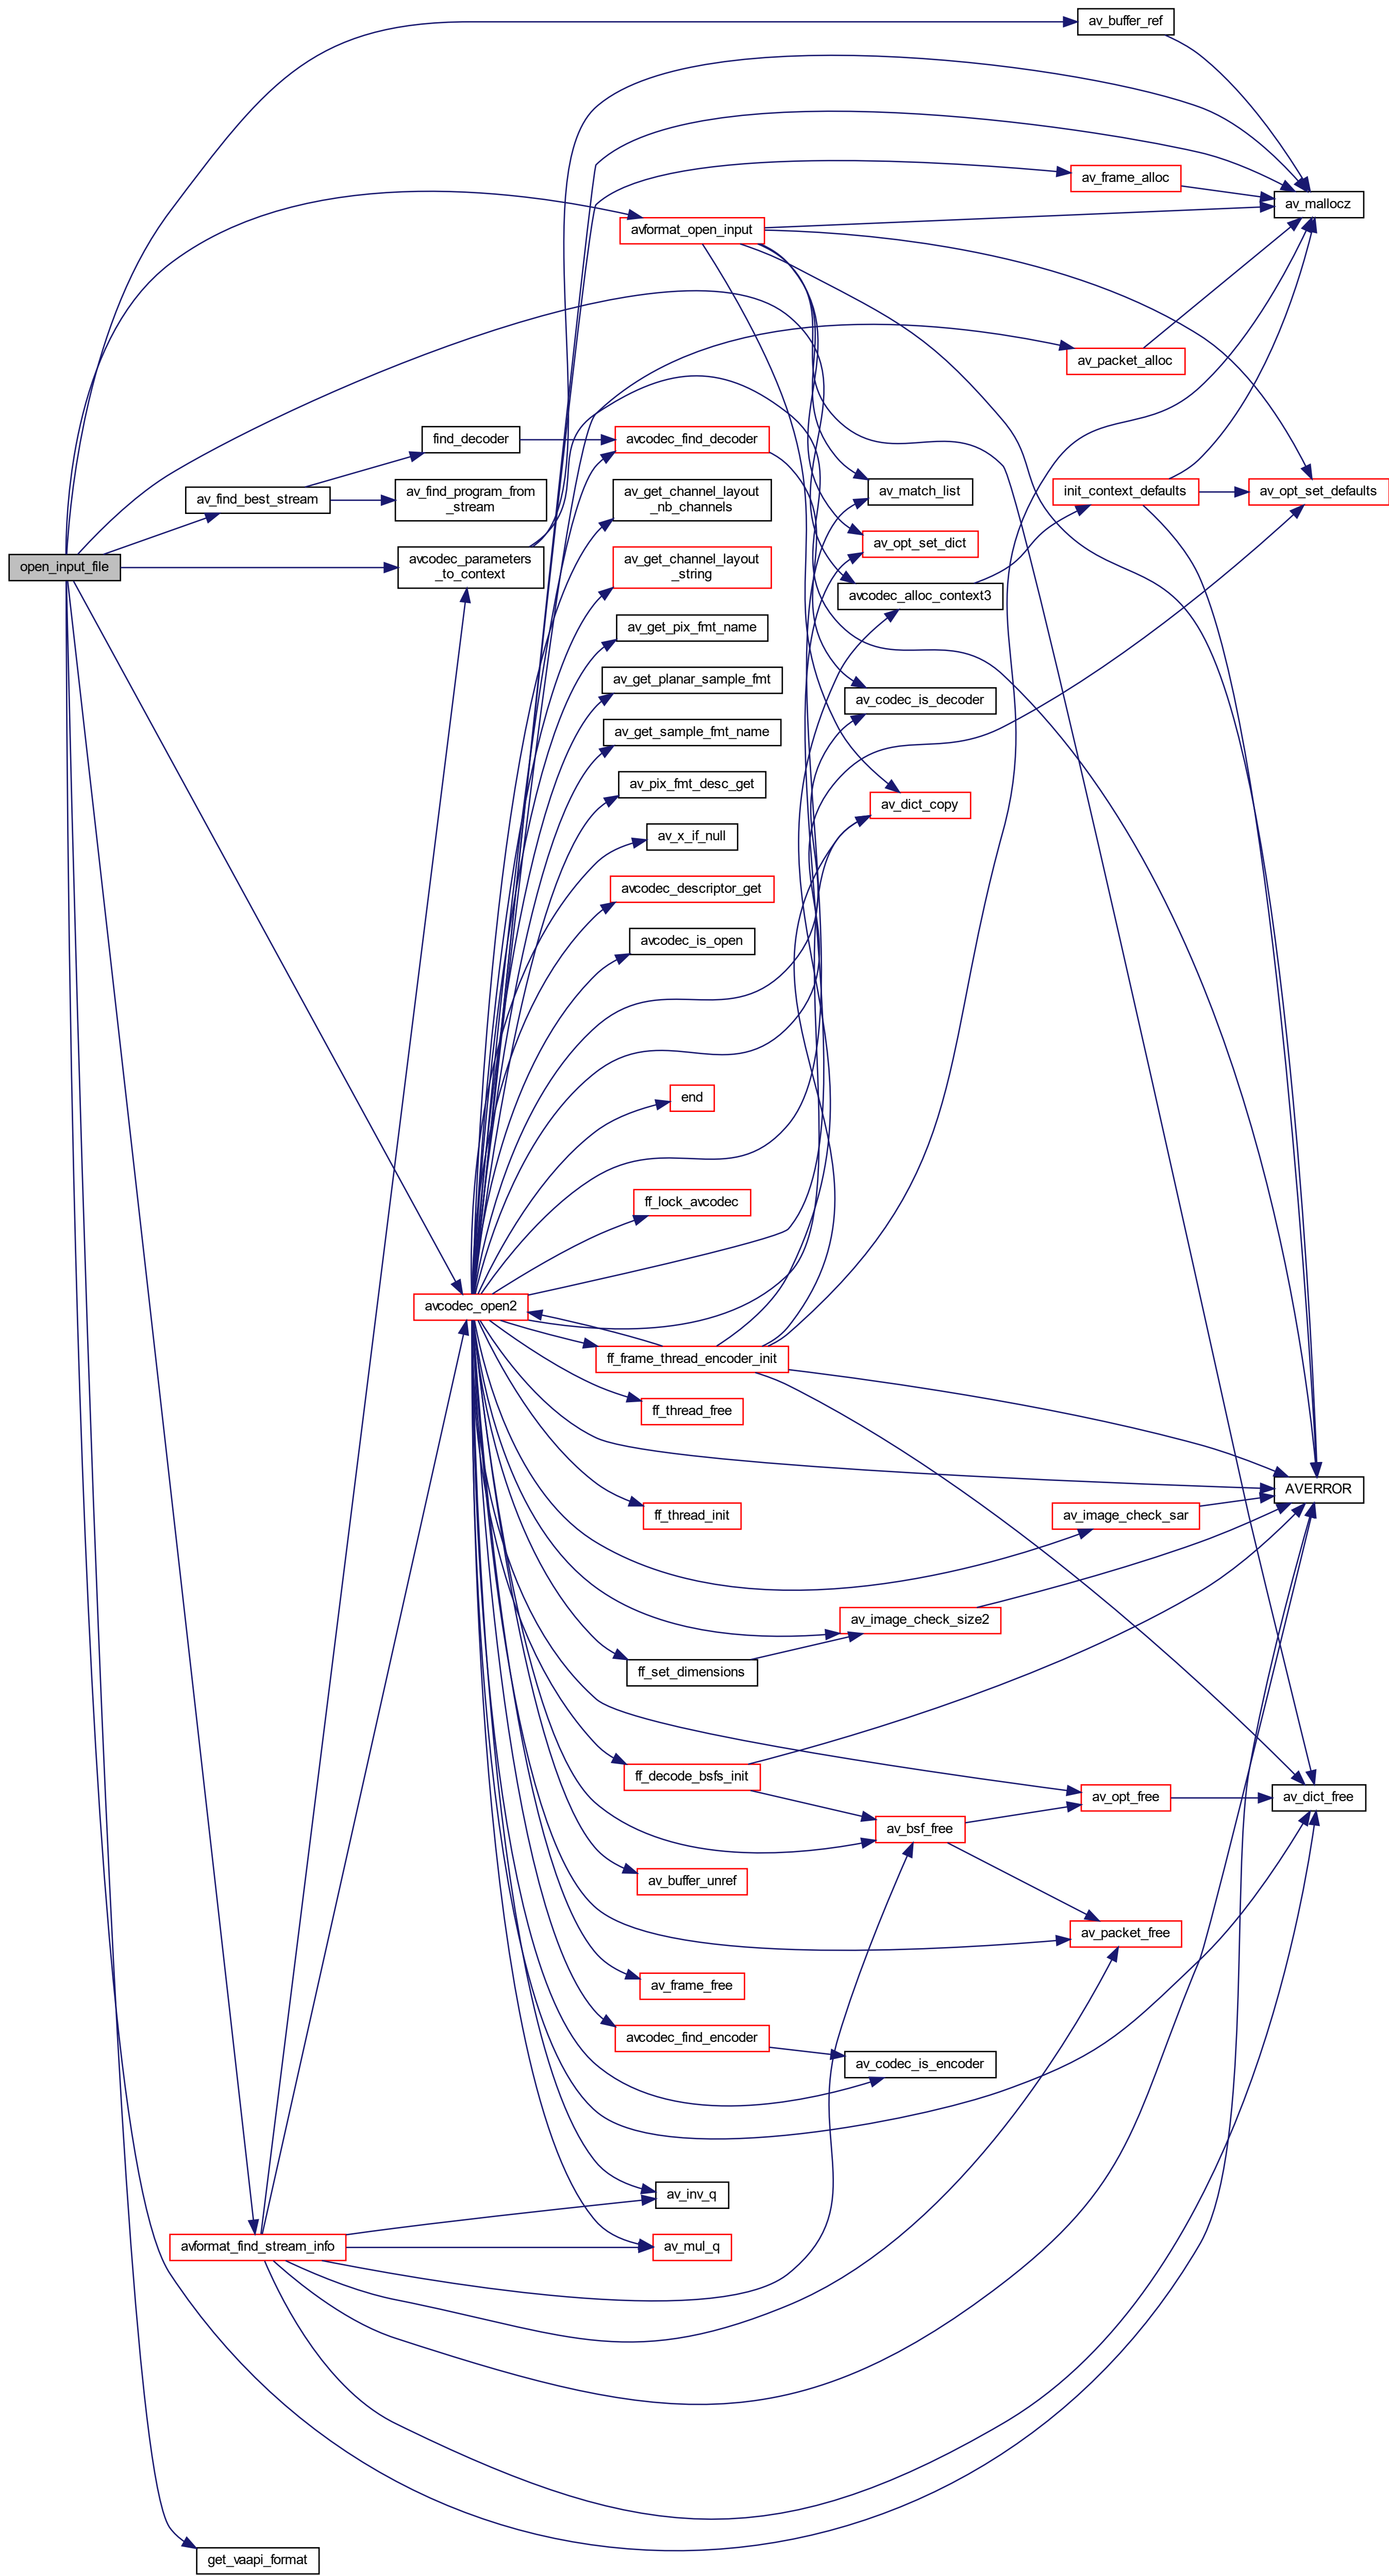 av_buffer_ref
av_frame_alloc
av_mallocz
avformat_open_input
av_packet_alloc
find_decoder
avcodec_find_decoder
av_find_best_stream
av_find_program_from
_stream
av_get_channel_layout
_nb_channels
av_match_list
init_context_defaults
av_opt_set_defaults
av_opt_set_dict
open_input_file
avcodec_parameters
_to_context
av_get_channel_layout
_string
avcodec_alloc_context3
av_get_pix_fmt_name
av_get_planar_sample_fmt
av_codec_is_decoder
av_get_sample_fmt_name
av_pix_fmt_desc_get
av_dict_copy
av_x_if_null
avcodec_descriptor_get
avcodec_is_open
end
ff_lock_avcodec
avcodec_open2
ff_frame_thread_encoder_init
ff_thread_free
AVERROR
ff_thread_init
av_image_check_sar
av_image_check_size2
ff_set_dimensions
ff_decode_bsfs_init
av_opt_free
av_dict_free
av_bsf_free
av_buffer_unref
av_packet_free
av_frame_free
avcodec_find_encoder
av_codec_is_encoder
av_inv_q
avformat_find_stream_info
av_mul_q
get_vaapi_format